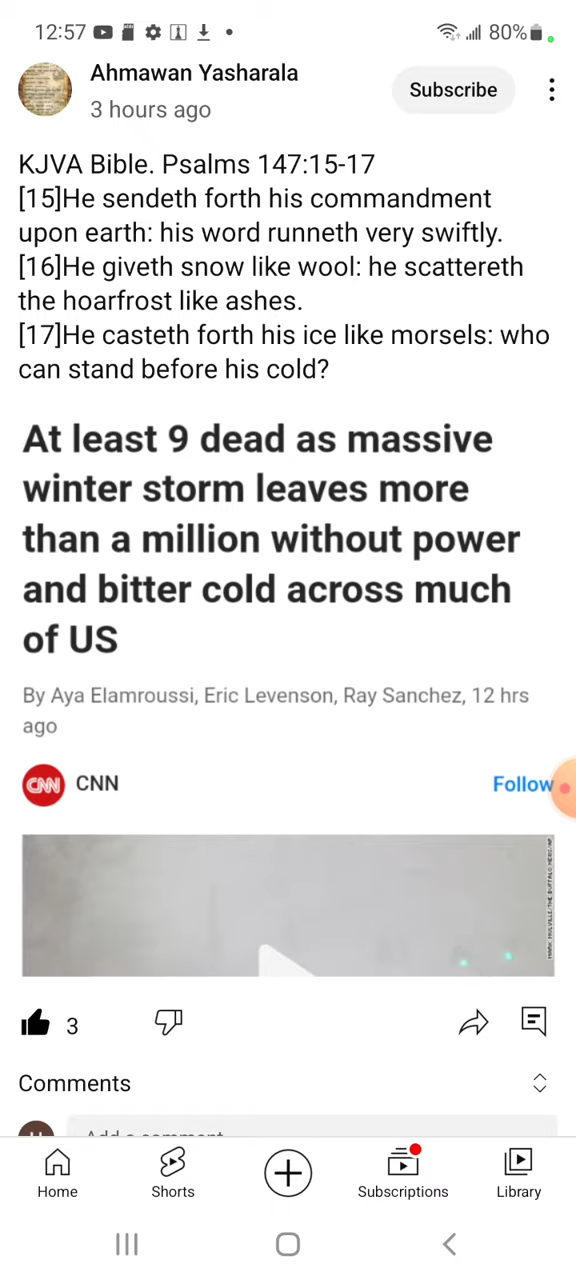 12:57
80%
Ahmawan Yasharala
3 hours ago
Subscribe
KJVA Bible. Psalms 147:15-17
[15]He sendeth forth his commandment
upon earth: his word runneth very swiftly.
[16]He giveth snow like wool: he scattereth
the hoarfrost like ashes.
[17]He casteth forth his ice like morsels: who
can stand before his cold?
At least 9 dead as massive
winter storm leaves more
than a million without power
and bitter cold across much
of US
By Aya Elamroussi, Eric Levenson, Ray Sanchez, 12 hrs
ago
CNN
CNN
Follow
3
Comments
Add a comment
Home
Shorts
Subscriptions
Library